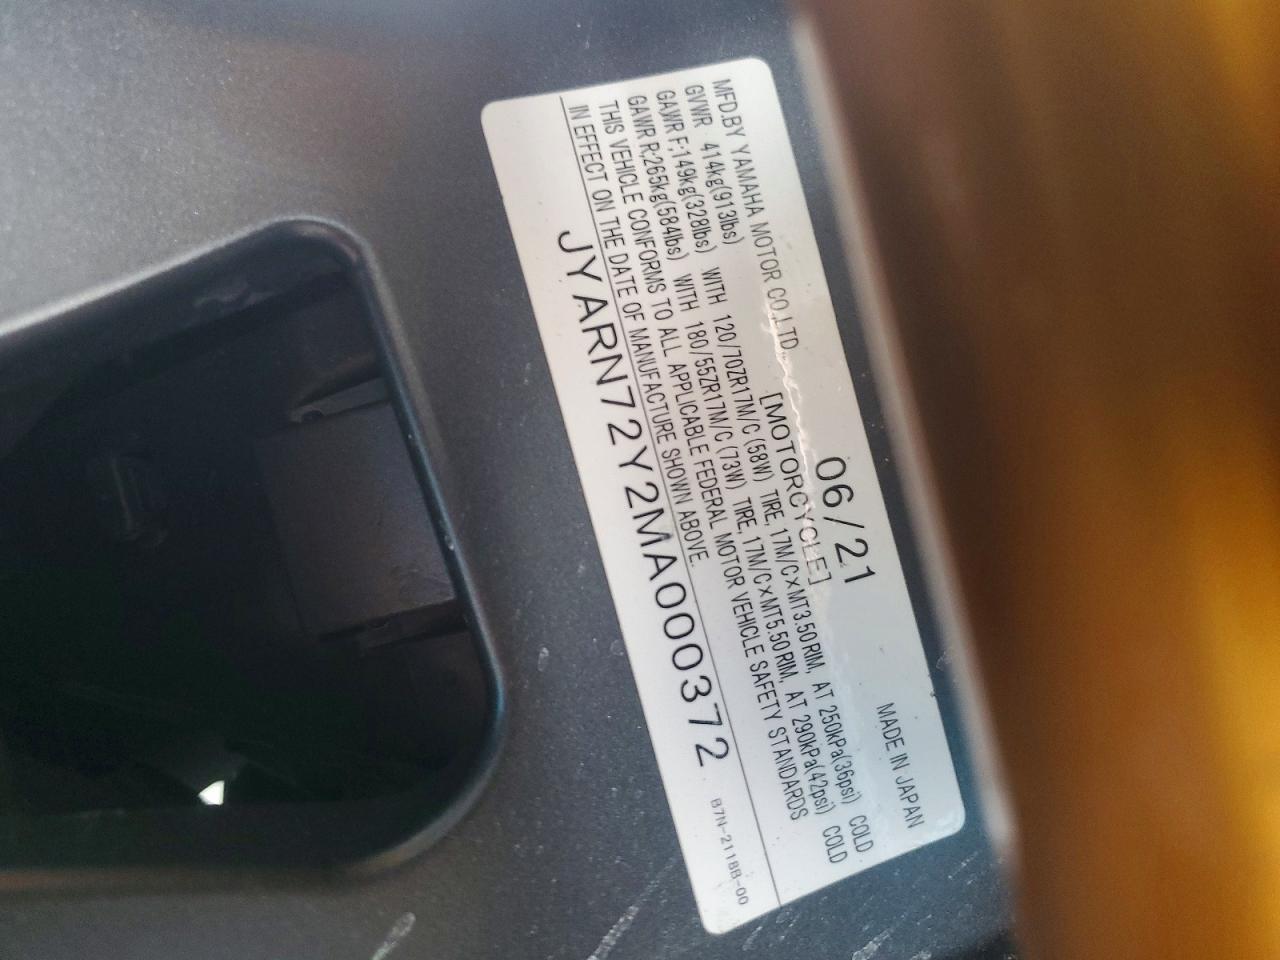 MFD.BY YAMAHA MOTOR CO.,LTD. 06/21 MADE IN JAPAN
GVWR 414kg(913lbs) [MOTORCYCLE]
GAWR F;149kg(328lbs) WITH 120/70ZR17M/C(58W) TIRE, 17M/C×MT3.50 RIM, AT 250kPa(36psi) COLD
GAWR R;265kg(584lbs) WITH 180/55ZR17M/C(73W) TIRE, 17M/C×MT5.50 RIM, AT 290kPa(42psi) COLD
THIS VEHICLE CONFORMS TO ALL APPLICABLE FEDERAL MOTOR VEHICLE SAFETY STANDARDS
IN EFFECT ON THE DATE OF MANUFACTURE SHOWN ABOVE.
JYARN72Y2MA000372 B7N-2118B-00